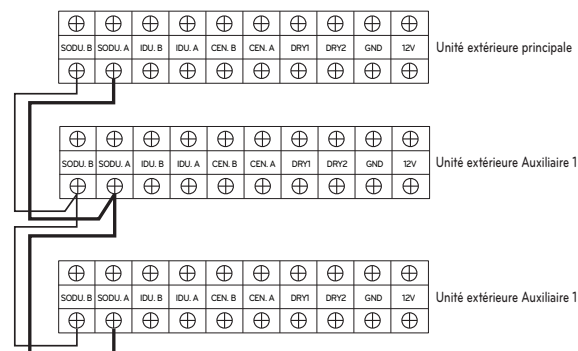 SODU. B SODU. A IDU. B IDU. A CEN. B CEN. A DRY1 DRY2 GND 12V Unité extérieure principale
SODU. B SODU. A IDU. B IDU. A CEN. B CEN. A DRY1 DRY2 GND 12V Unité extérieure Auxiliaire 1
SODU. B SODU. A IDU. B IDU. A CEN. B CEN. A DRY1 DRY2 GND 12V Unité extérieure Auxiliaire 1